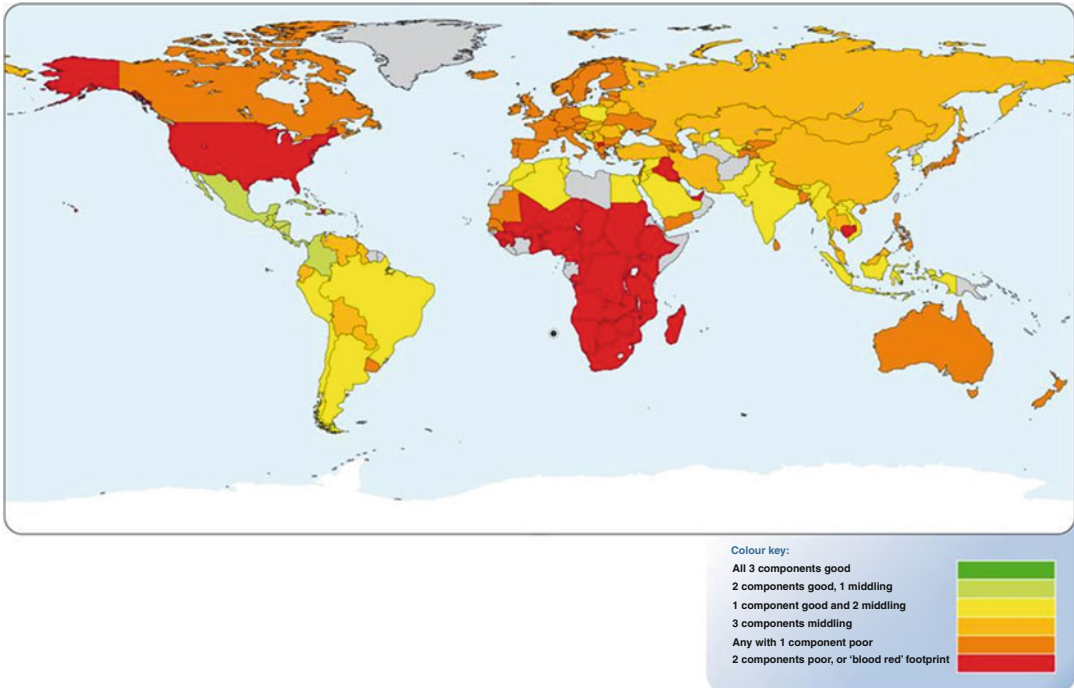 Colour key:
All 3 components good
2 components good, 1 middling
1 component good and 2 middling
3 components middling
Any with 1 component poor
2 components poor, or ‘blood red’ footprint